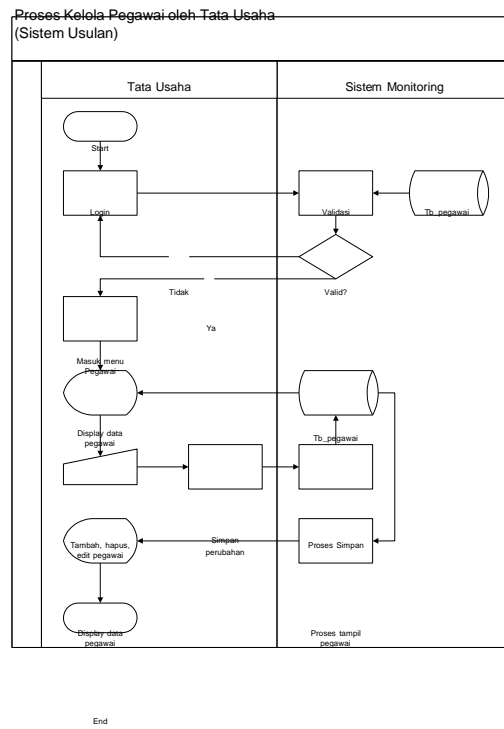 Proses Kelola Pegawai oleh Tata Usaha
(Sistem Usulan)
Tata Usaha
Sistem Monitoring
Start
Login
Validasi
Tb_pegawai
Tidak
Valid?
Ya
Masuk menu
Pegawai
Display data
pegawai
Tb_pegawai
Tambah, hapus,
edit pegawai
Simpan
perubahan
Proses Simpan
Display data
pegawai
Proses tampil
pegawai
End